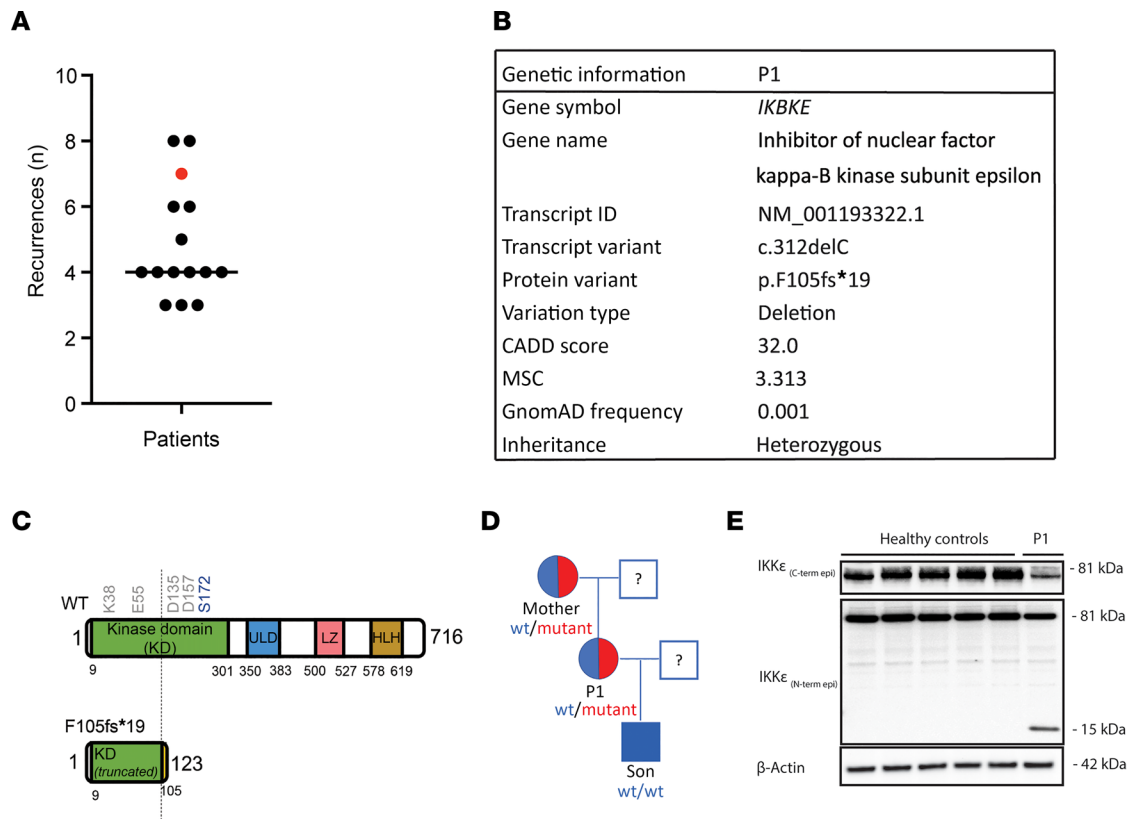 A
Recurrences (n)
10
8
6
4
2
0
Patients
B
Genetic information P1
Gene symbol IKBKE
Gene name Inhibitor of nuclear factor
kappa-B kinase subunit epsilon
Transcript ID NM_001193322.1
Transcript variant c.312delC
Protein variant p.F105fs*19
Variation type Deletion
CADD score 32.0
MSC 3.313
GnomAD frequency 0.001
Inheritance Heterozygous
C
WT K38 E55 D135 D157 S172
1 Kinase domain (KD) ULD LZ HLH 716
9 301 350 383 500 527 578 619
F105fs*19
1 KD (truncated) 123
9 105
D
?
Mother
wt/mutant
?
P1
wt/mutant
Son
wt/wt
E
Healthy controls P1
IKKε (C-term epi) - 81 kDa
- 81 kDa
IKKε (N-term epi)
- 15 kDa
β-Actin - 42 kDa